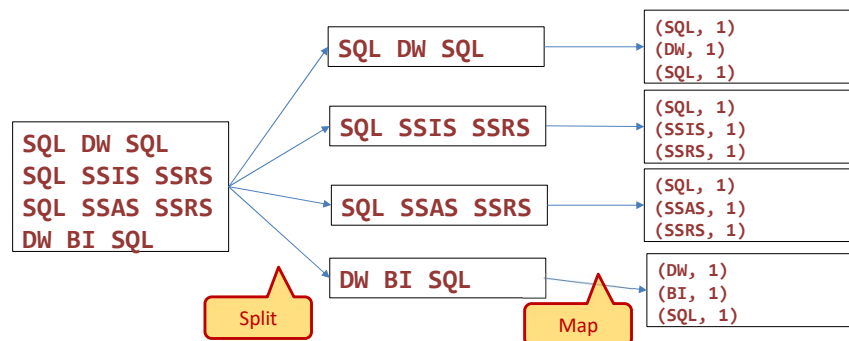 SQL DW SQL
SQL SSIS SSRS
SQL SSAS SSRS
DW BI SQL
SQL DW SQL
SQL SSIS SSRS
SQL SSAS SSRS
DW BI SQL
(SQL, 1)
(DW, 1)
(SQL, 1)
(SQL, 1)
(SSIS, 1)
(SSRS, 1)
(SQL, 1)
(SSAS, 1)
(SSRS, 1)
(DW, 1)
(BI, 1)
(SQL, 1)
Split
Map